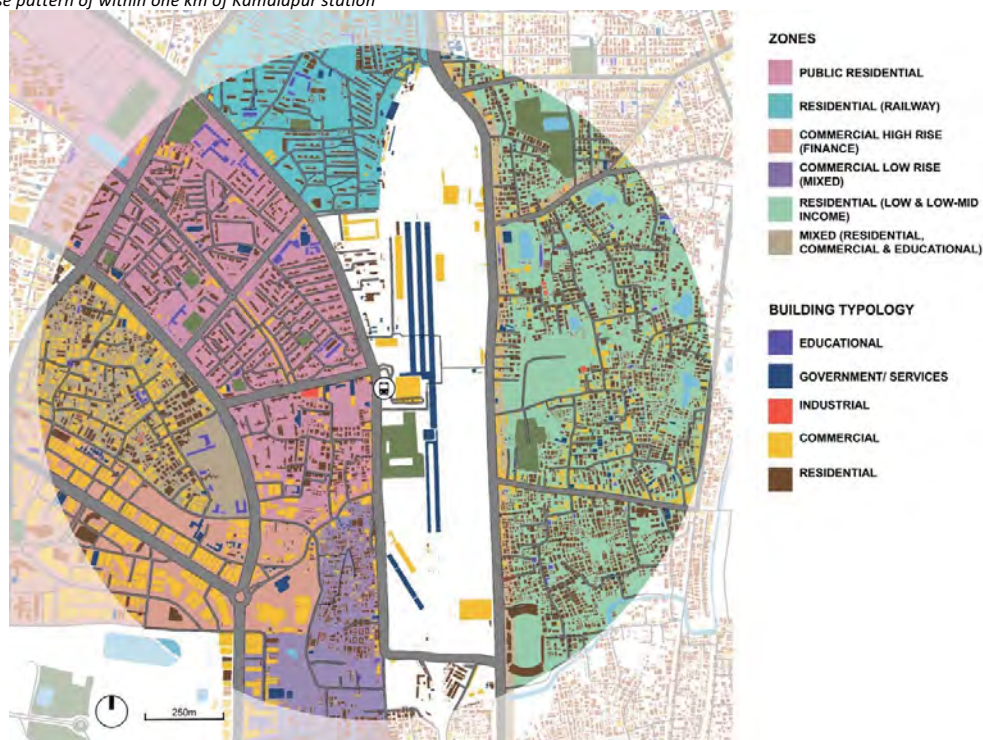 se pattern of within one km of Kamalapur station
ZONES
PUBLIC RESIDENTIAL
RESIDENTIAL (RAILWAY)
COMMERCIAL HIGH RISE
(FINANCE)
COMMERCIAL LOW RISE
(MIXED)
RESIDENTIAL (LOW & LOW-MID
INCOME)
MIXED (RESIDENTIAL,
COMMERCIAL & EDUCATIONAL)
BUILDING TYPOLOGY
EDUCATIONAL
GOVERNMENT/ SERVICES
INDUSTRIAL
COMMERCIAL
RESIDENTIAL
250m